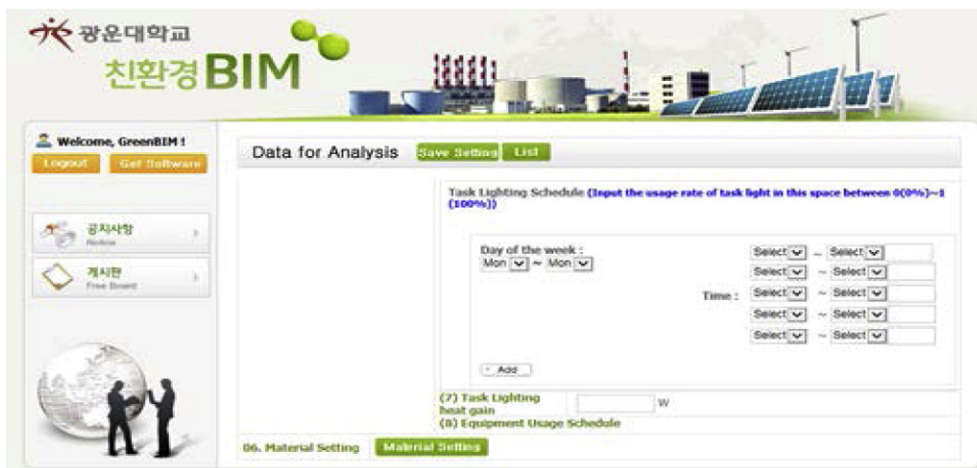 광운대학교
친환경 BIM
Welcome, GreenBIM !
Logout Get Software
공지사항
Notice
게시판
Free Board
Data for Analysis Save Setting List
Task Lighting Schedule (Input the usage rate of task light in this space between 0(0%)~1
(100%))
Day of the week :
Mon ~ Mon
Time :
Select ~ Select
Select ~ Select
Select ~ Select
Select ~ Select
Select ~ Select
- Add
(7) Task Lighting
heat gain W
(8) Equipment Usage Schedule
06. Material Setting Material Setting